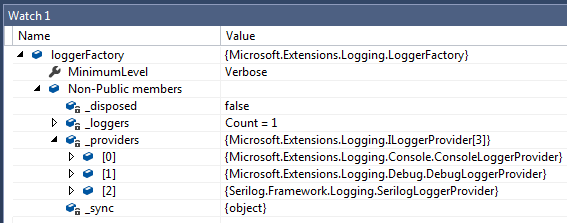 Watch 1
Name Value
loggerFactory {Microsoft.Extensions.Logging.LoggerFactory}
MinimumLevel Verbose
Non-Public members
_disposed false
_loggers Count = 1
_providers {Microsoft.Extensions.Logging.ILoggerProvider[3]}
[0] {Microsoft.Extensions.Logging.Console.ConsoleLoggerProvider}
[1] {Microsoft.Extensions.Logging.Debug.DebugLoggerProvider}
[2] {Serilog.Framework.Logging.SerilogLoggerProvider}
_sync {object}